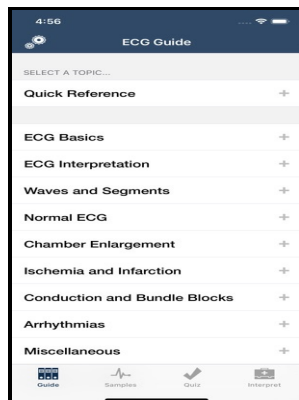 4:56
ECG Guide
SELECT A TOPIC...
Quick Reference
ECG Basics
ECG Interpretation
Waves and Segments
Normal ECG
Chamber Enlargement
Ischemia and Infarction
Conduction and Bundle Blocks
Arrhythmias
Miscellaneous
Guide Samples Quiz Interpret